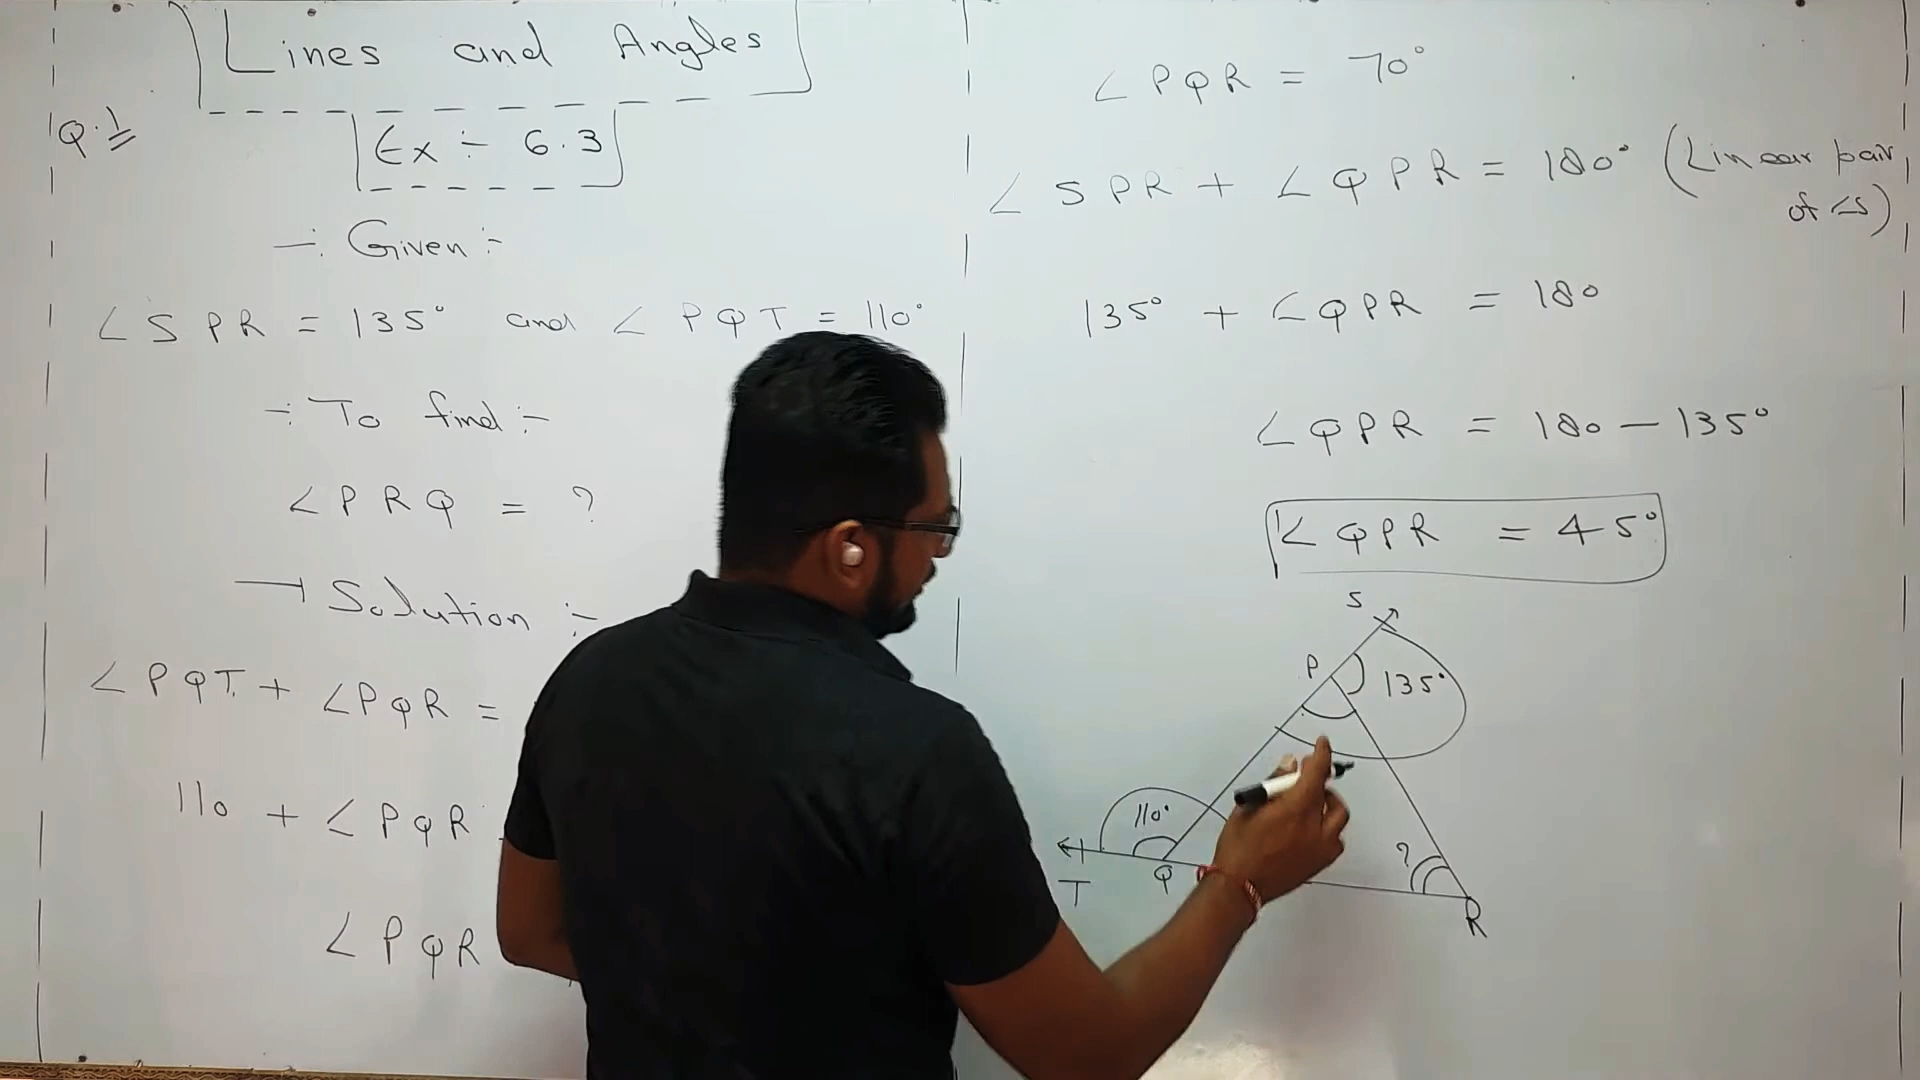 Lines and Angles
Q.1
Ex ÷ 6.3
-: Given :-
∠SPR = 135° and ∠PQT = 110°
-: To find :-
∠PRQ = ?
→ Solution :-
∠PQT + ∠PQR =
110 + ∠PQR
∠PQR
∠PQR = 70°
∠SPR + ∠QPR = 180° (Linear pair
of ∠s)
135° + ∠QPR = 180
∠QPR = 180 - 135°
∠QPR = 45°
S
P
135°
110°
?
T
Q
R